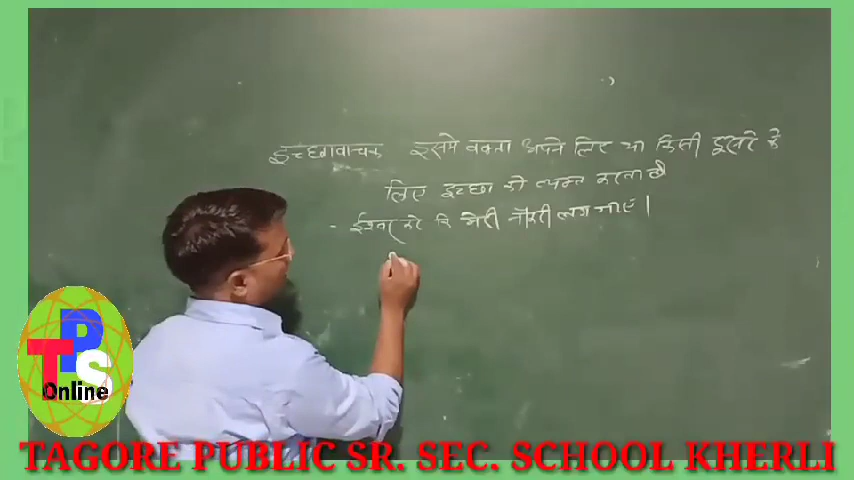 इच्छावाचक इसमे वक्ता अपने लिए या किसी दूसरे के
लिए इच्छा को व्यक्त करता है
- ईश्वर करे कि मेरी नौकरी लग जाए।
TPS
Online
TAGORE PUBLIC SR. SEC. SCHOOL KHERLI